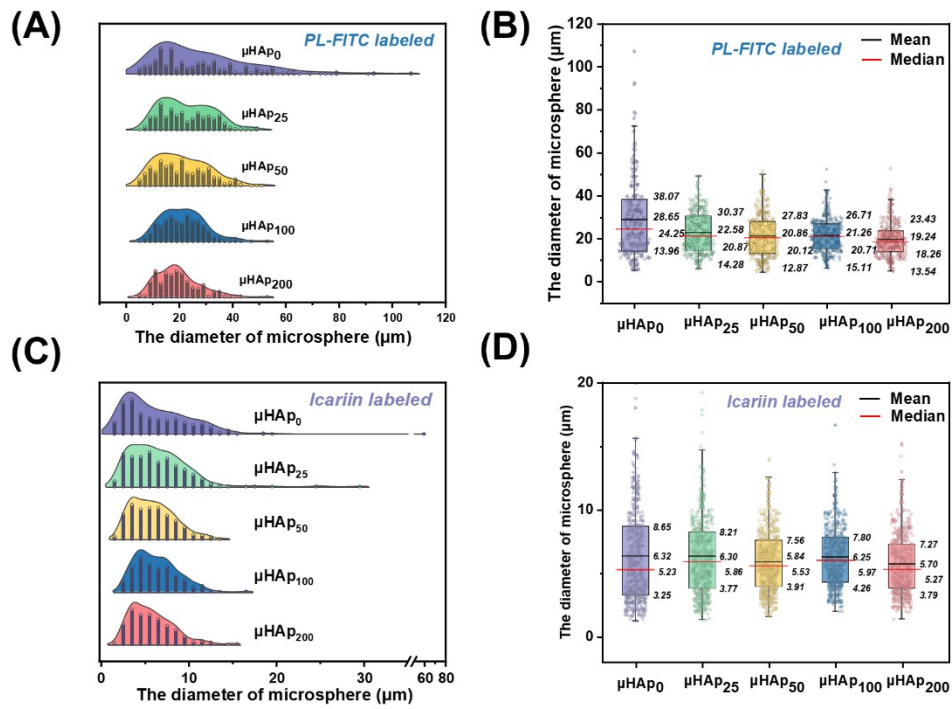 (A)
PL-FITC labeled
µHAp0
µHAp25
µHAp50
µHAp100
µHAp200
0 20 40 60 80 100 120
The diameter of microsphere (µm)
(B)
PL-FITC labeled
Mean
Median
The diameter of microsphere (µm)
120
100
80
60
40
20
0
38.07
28.65
24.25
13.96
30.37
22.58
20.87
14.28
27.83
20.86
20.12
12.87
26.71
21.26
20.71
15.11
23.43
19.24
18.26
13.54
µHAp0 µHAp25 µHAp50 µHAp100 µHAp200
(C)
Icariin labeled
µHAp0
µHAp25
µHAp50
µHAp100
µHAp200
0 10 20 30 60 80
The diameter of microsphere (µm)
(D)
Icariin labeled
Mean
Median
The diameter of microsphere (µm)
20
10
0
8.65
6.32
5.23
3.25
8.21
6.30
5.86
3.77
7.56
5.84
5.53
3.91
7.80
6.25
5.97
4.26
7.27
5.70
5.27
3.79
µHAp0 µHAp25 µHAp50 µHAp100 µHAp200